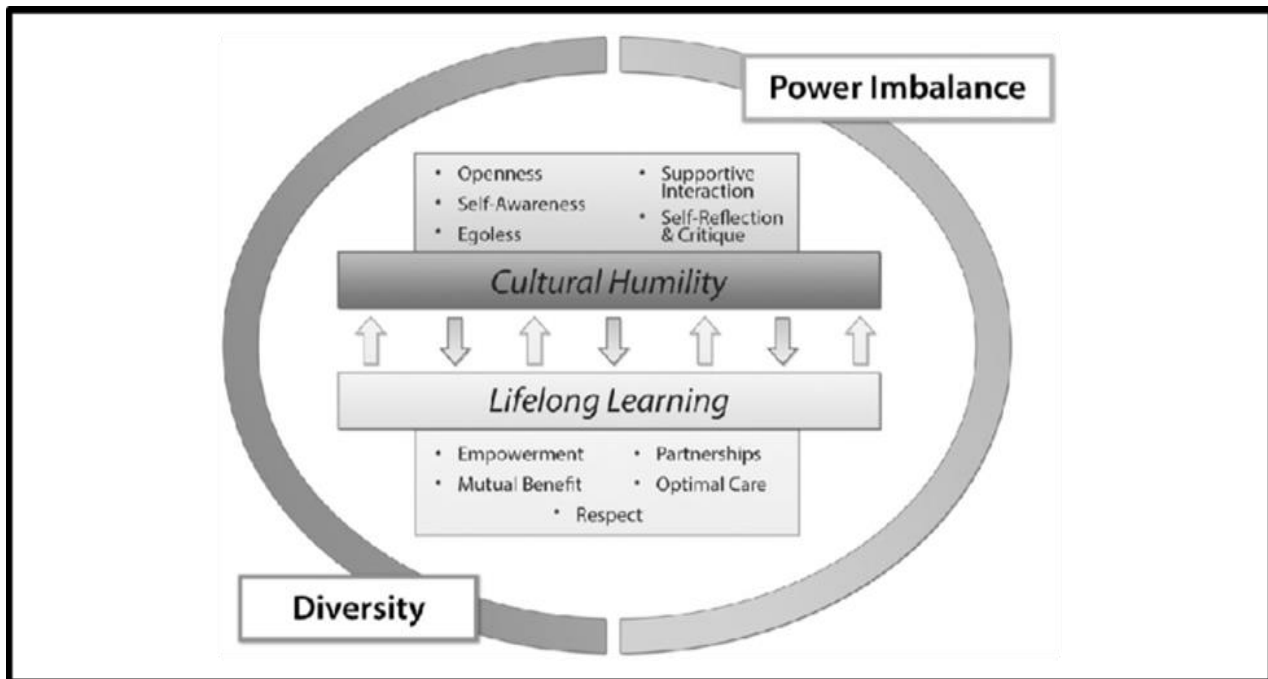 Power Imbalance
• Openness
• Self-Awareness
• Egoless
• Supportive
Interaction
• Self-Reflection
& Critique
Cultural Humility
Lifelong Learning
• Empowerment
• Mutual Benefit
• Partnerships
• Optimal Care
• Respect
Diversity